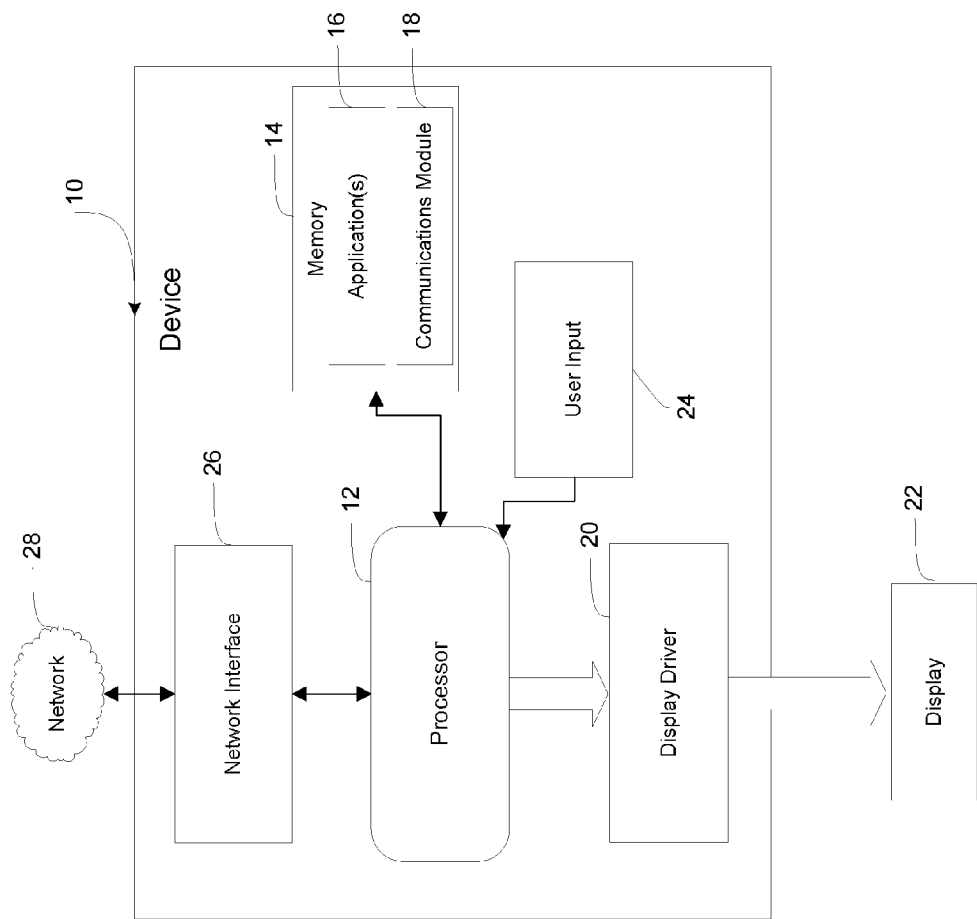 10
Device
14
Memory
16
Application(s)
18
Communications Module
28
Network
26
Network Interface
12
Processor
User Input
24
20
Display Driver
22
Display